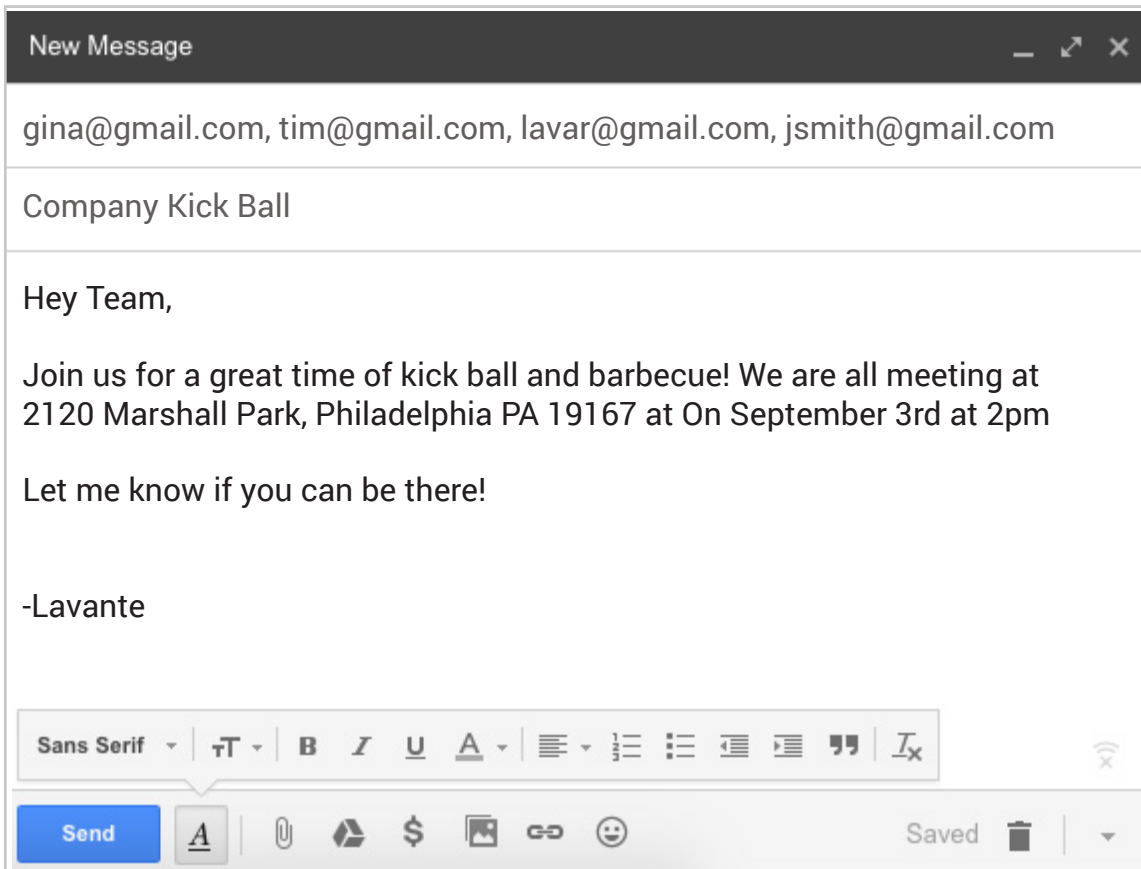 New Message
gina@gmail.com, tim@gmail.com, lavar@gmail.com, jsmith@gmail.com
Company Kick Ball
Hey Team,
Join us for a great time of kick ball and barbecue! We are all meeting at
2120 Marshall Park, Philadelphia PA 19167 at On September 3rd at 2pm
Let me know if you can be there!
-Lavante
Sans Serif
Send
Saved